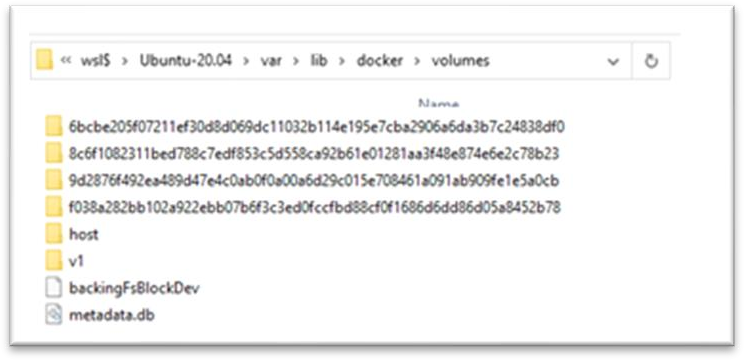 « wsl$ › Ubuntu-20.04 › var › lib › docker › volumes
Name
6bcbe205f07211ef30d8d069dc11032b114e195e7cba2906a6da3b7c24838df0
8c6f1082311bed788c7edf853c5d558ca92b61e01281aa3f48e874e6e2c78b23
9d2876f492ea489d47e4c0ab0f0a00a6d29c015e708461a091ab909fe1e5a0cb
f038a282bb102a922ebb07b6f3c3ed0fccfbd88cf0f1686d6dd86d05a8452b78
host
v1
backingFsBlockDev
metadata.db